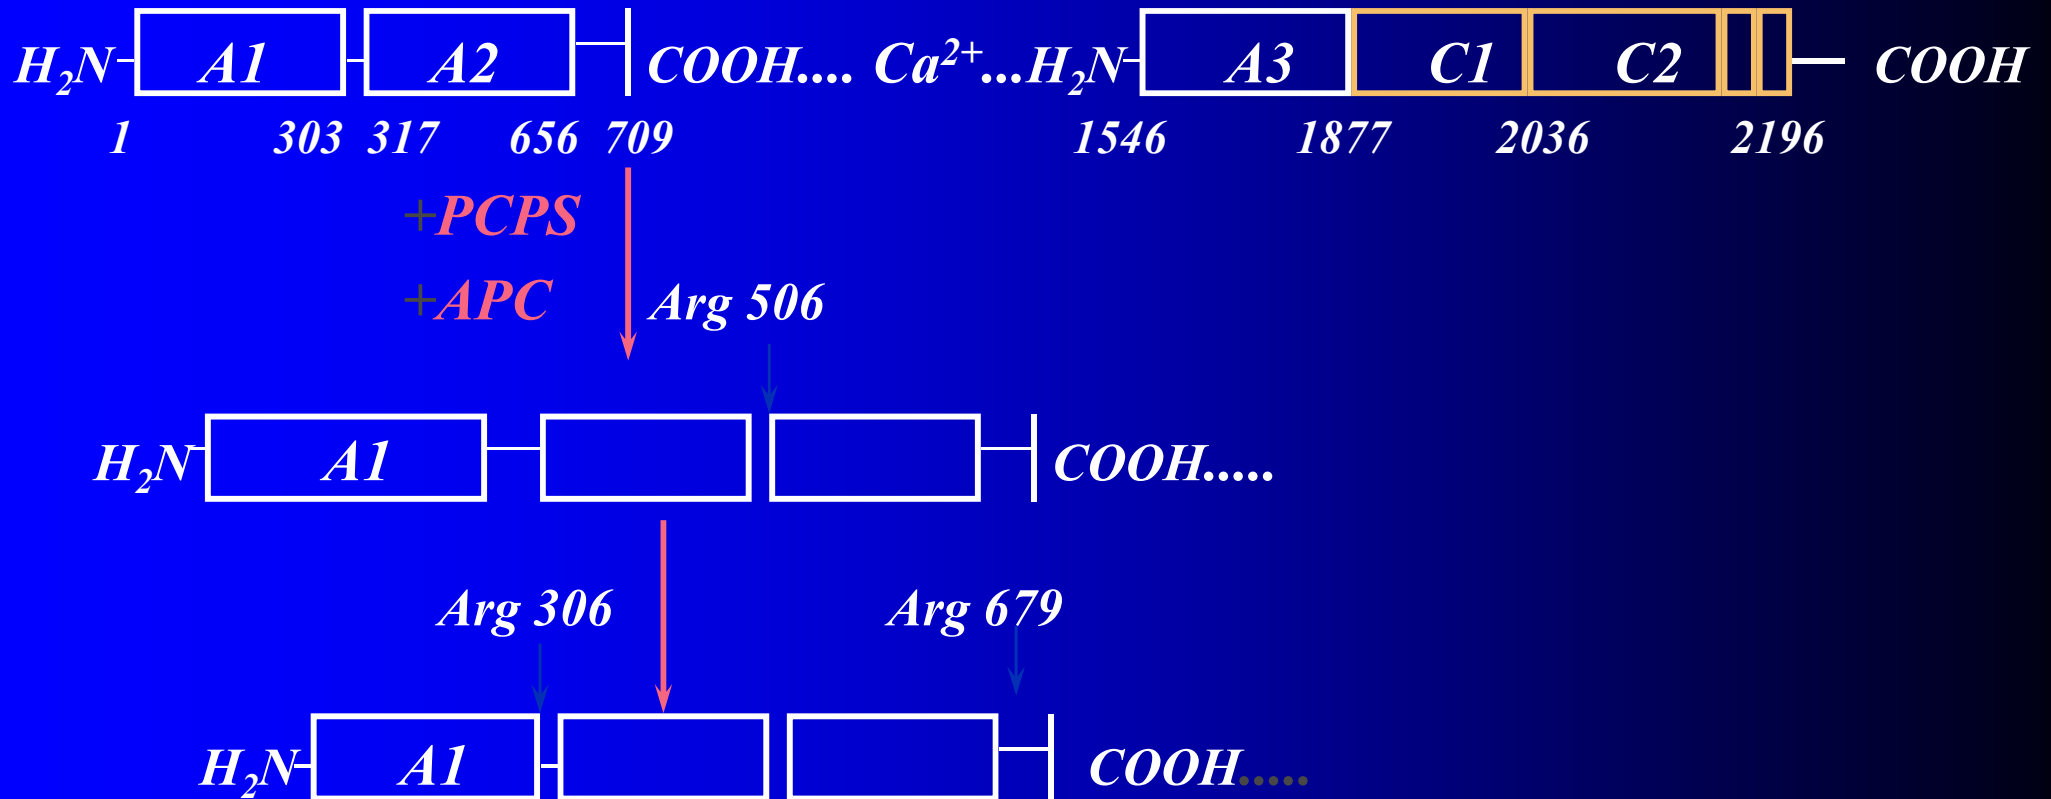 H₂N A1 A2 COOH.... Ca²⁺...H₂N A3 C1 C2 COOH
1 303 317 656 709 1546 1877 2036 2196
+PCPS
+APC Arg 506
H₂N A1 COOH.....
Arg 306 Arg 679
H₂N A1 COOH.....